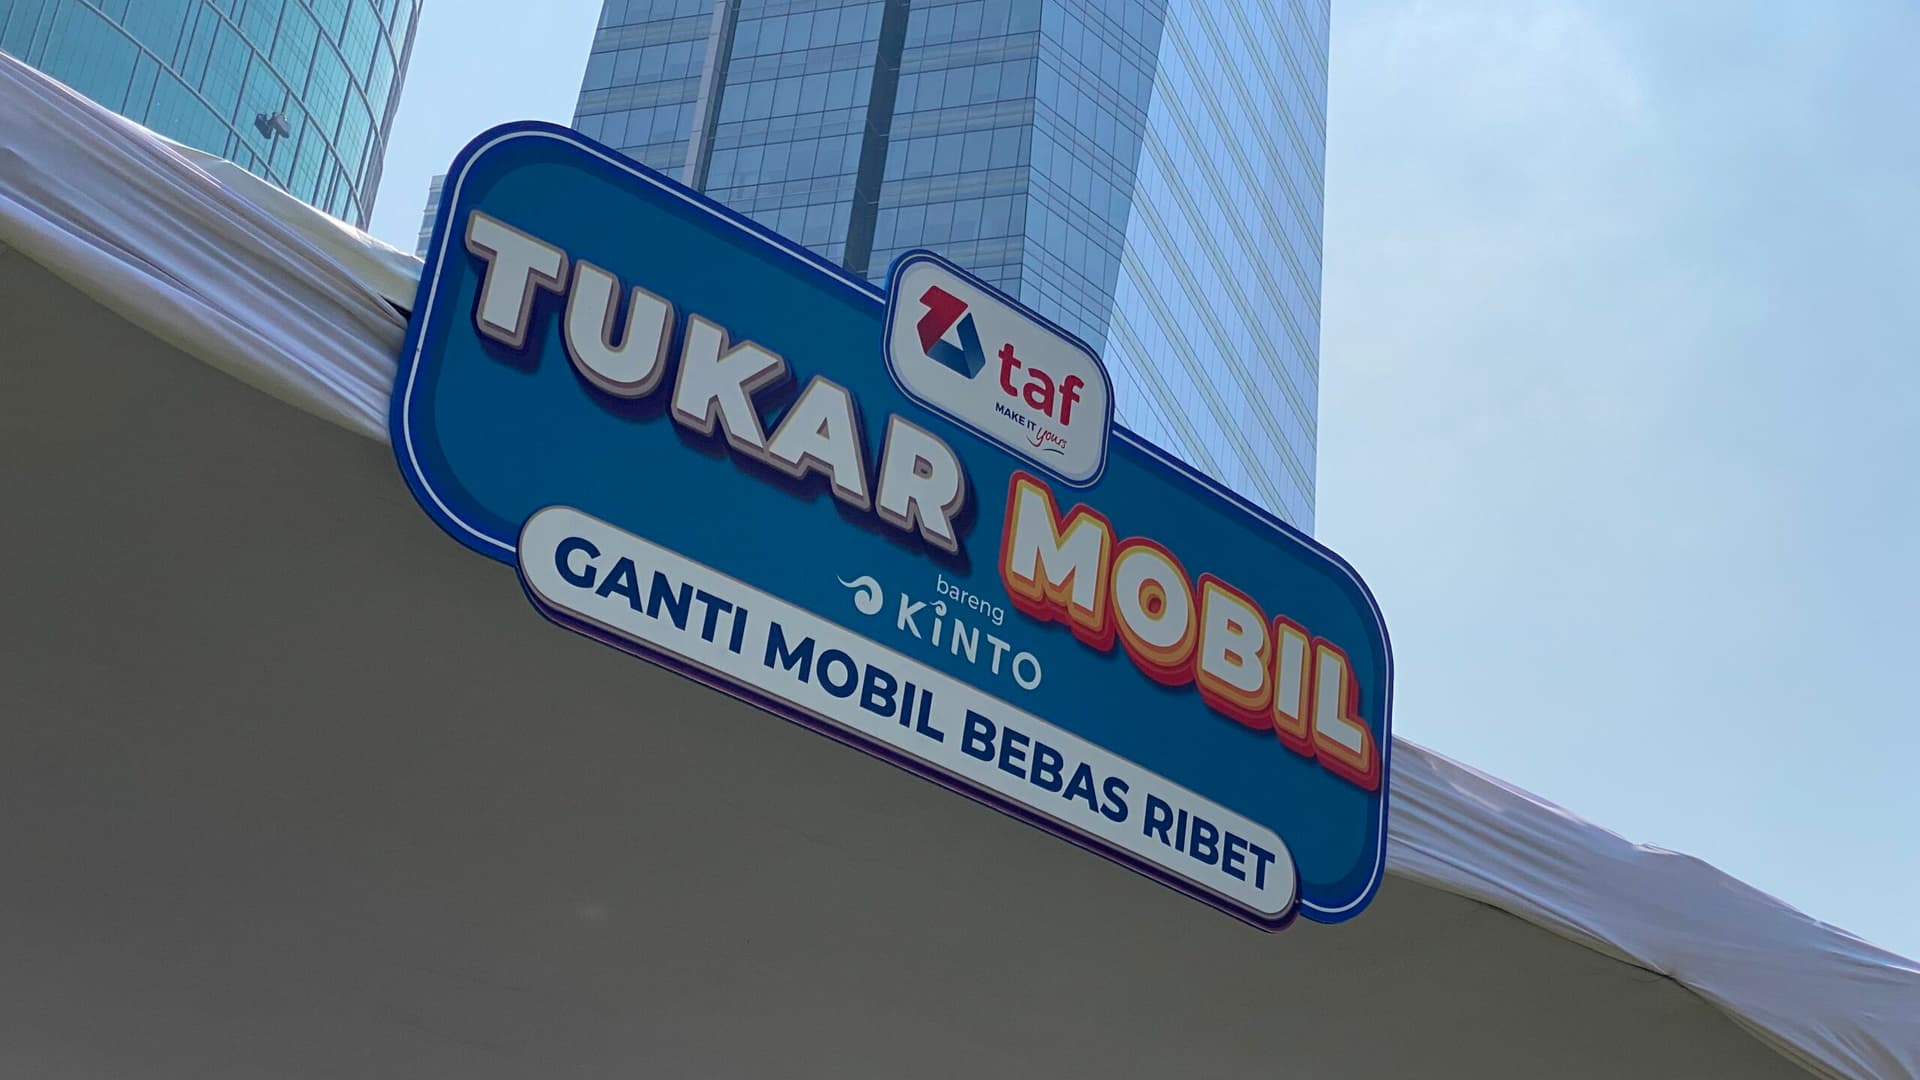 taf
MAKE IT yours
TUKAR MOBIL
bareng
KINTO
GANTI MOBIL BEBAS RIBET